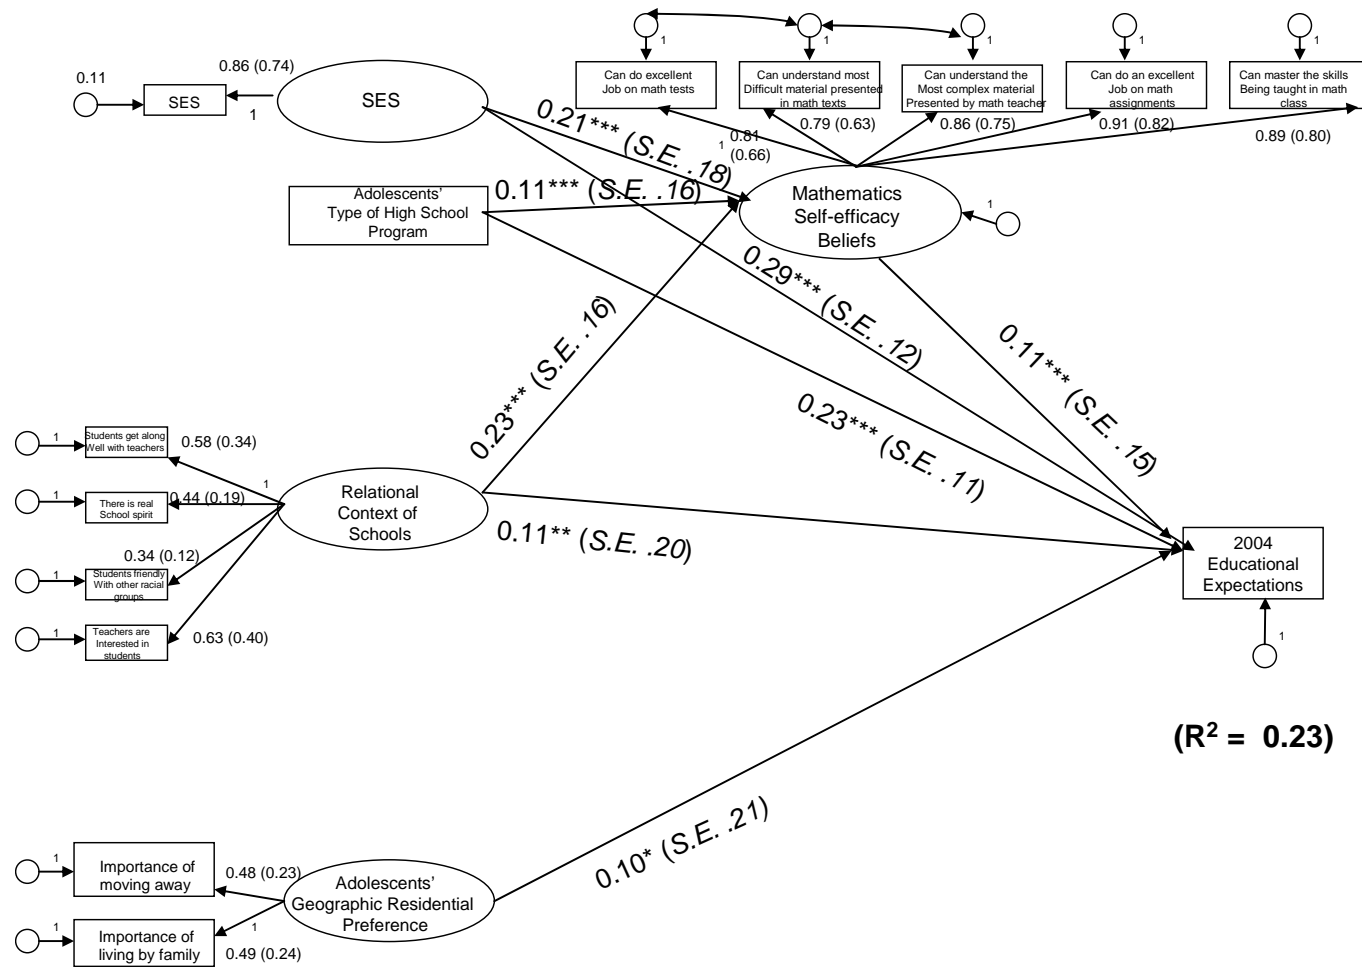 0.11
SES
0.86 (0.74)
1
SES
1
1
1
1
1
Can do excellent
Job on math tests
Can understand most
Difficult material presented
in math texts
Can understand the
Most complex material
Presented by math teacher
Can do an excellent
Job on math
assignments
Can master the skills
Being taught in math
class
0.81
(0.66)
1
0.79 (0.63)
0.86 (0.75)
0.91 (0.82)
0.89 (0.80)
0.21*** (S.E. .18)
0.11*** (S.E. .16)
Adolescents'
Type of High School
Program
Mathematics
Self-efficacy
Beliefs
1
0.29*** (S.E. .12)
0.23*** (S.E. .16)
0.11*** (S.E. .15)
0.23*** (S.E. .11)
1
Students get along
Well with teachers
0.58 (0.34)
1
1
There is real
School spirit
0.44 (0.19)
Relational
Context of
Schools
0.11** (S.E. .20)
0.34 (0.12)
1
Students friendly
With other racial
groups
1
Teachers are
Interested in
students
0.63 (0.40)
2004
Educational
Expectations
1
(R² = 0.23)
0.10* (S.E. .21)
1
Importance of
moving away
0.48 (0.23)
Adolescents'
Geographic Residential
Preference
1
1
Importance of
living by family
0.49 (0.24)